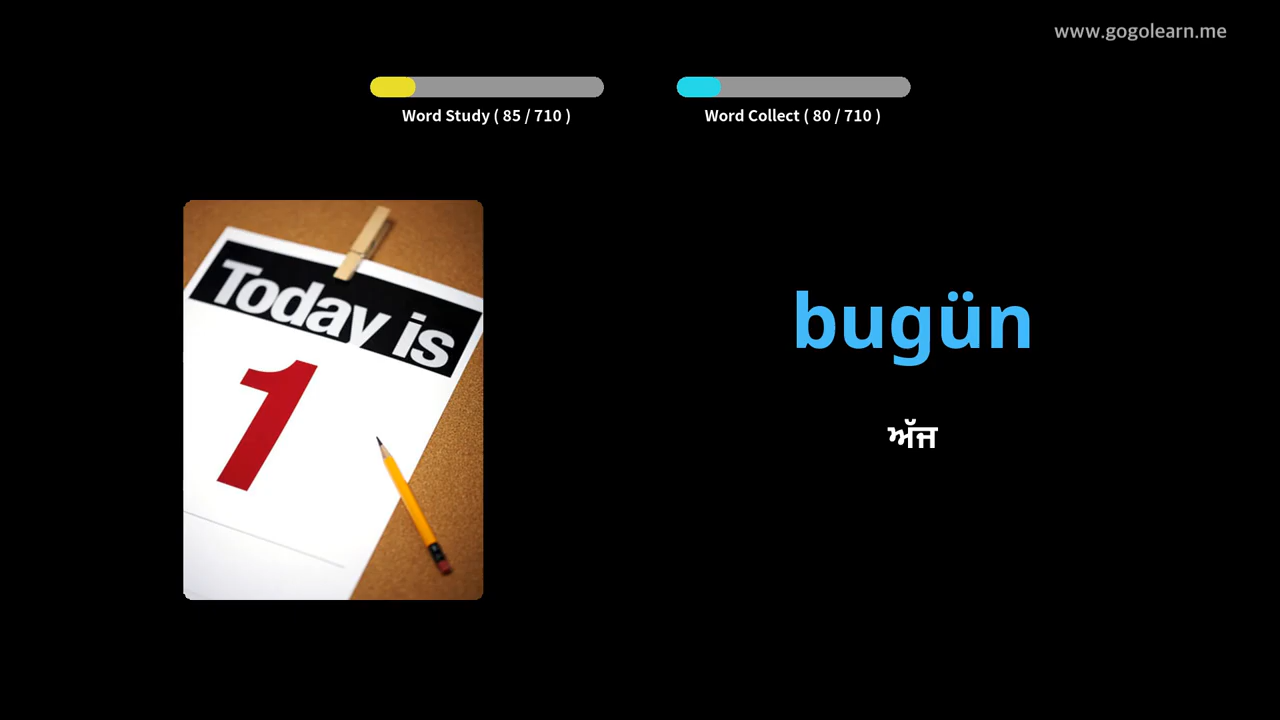 www.gogolearn.me
Word Study ( 85 / 710 )
Word Collect ( 80 / 710 )
Today is
1
bugün
ਅੱਜ